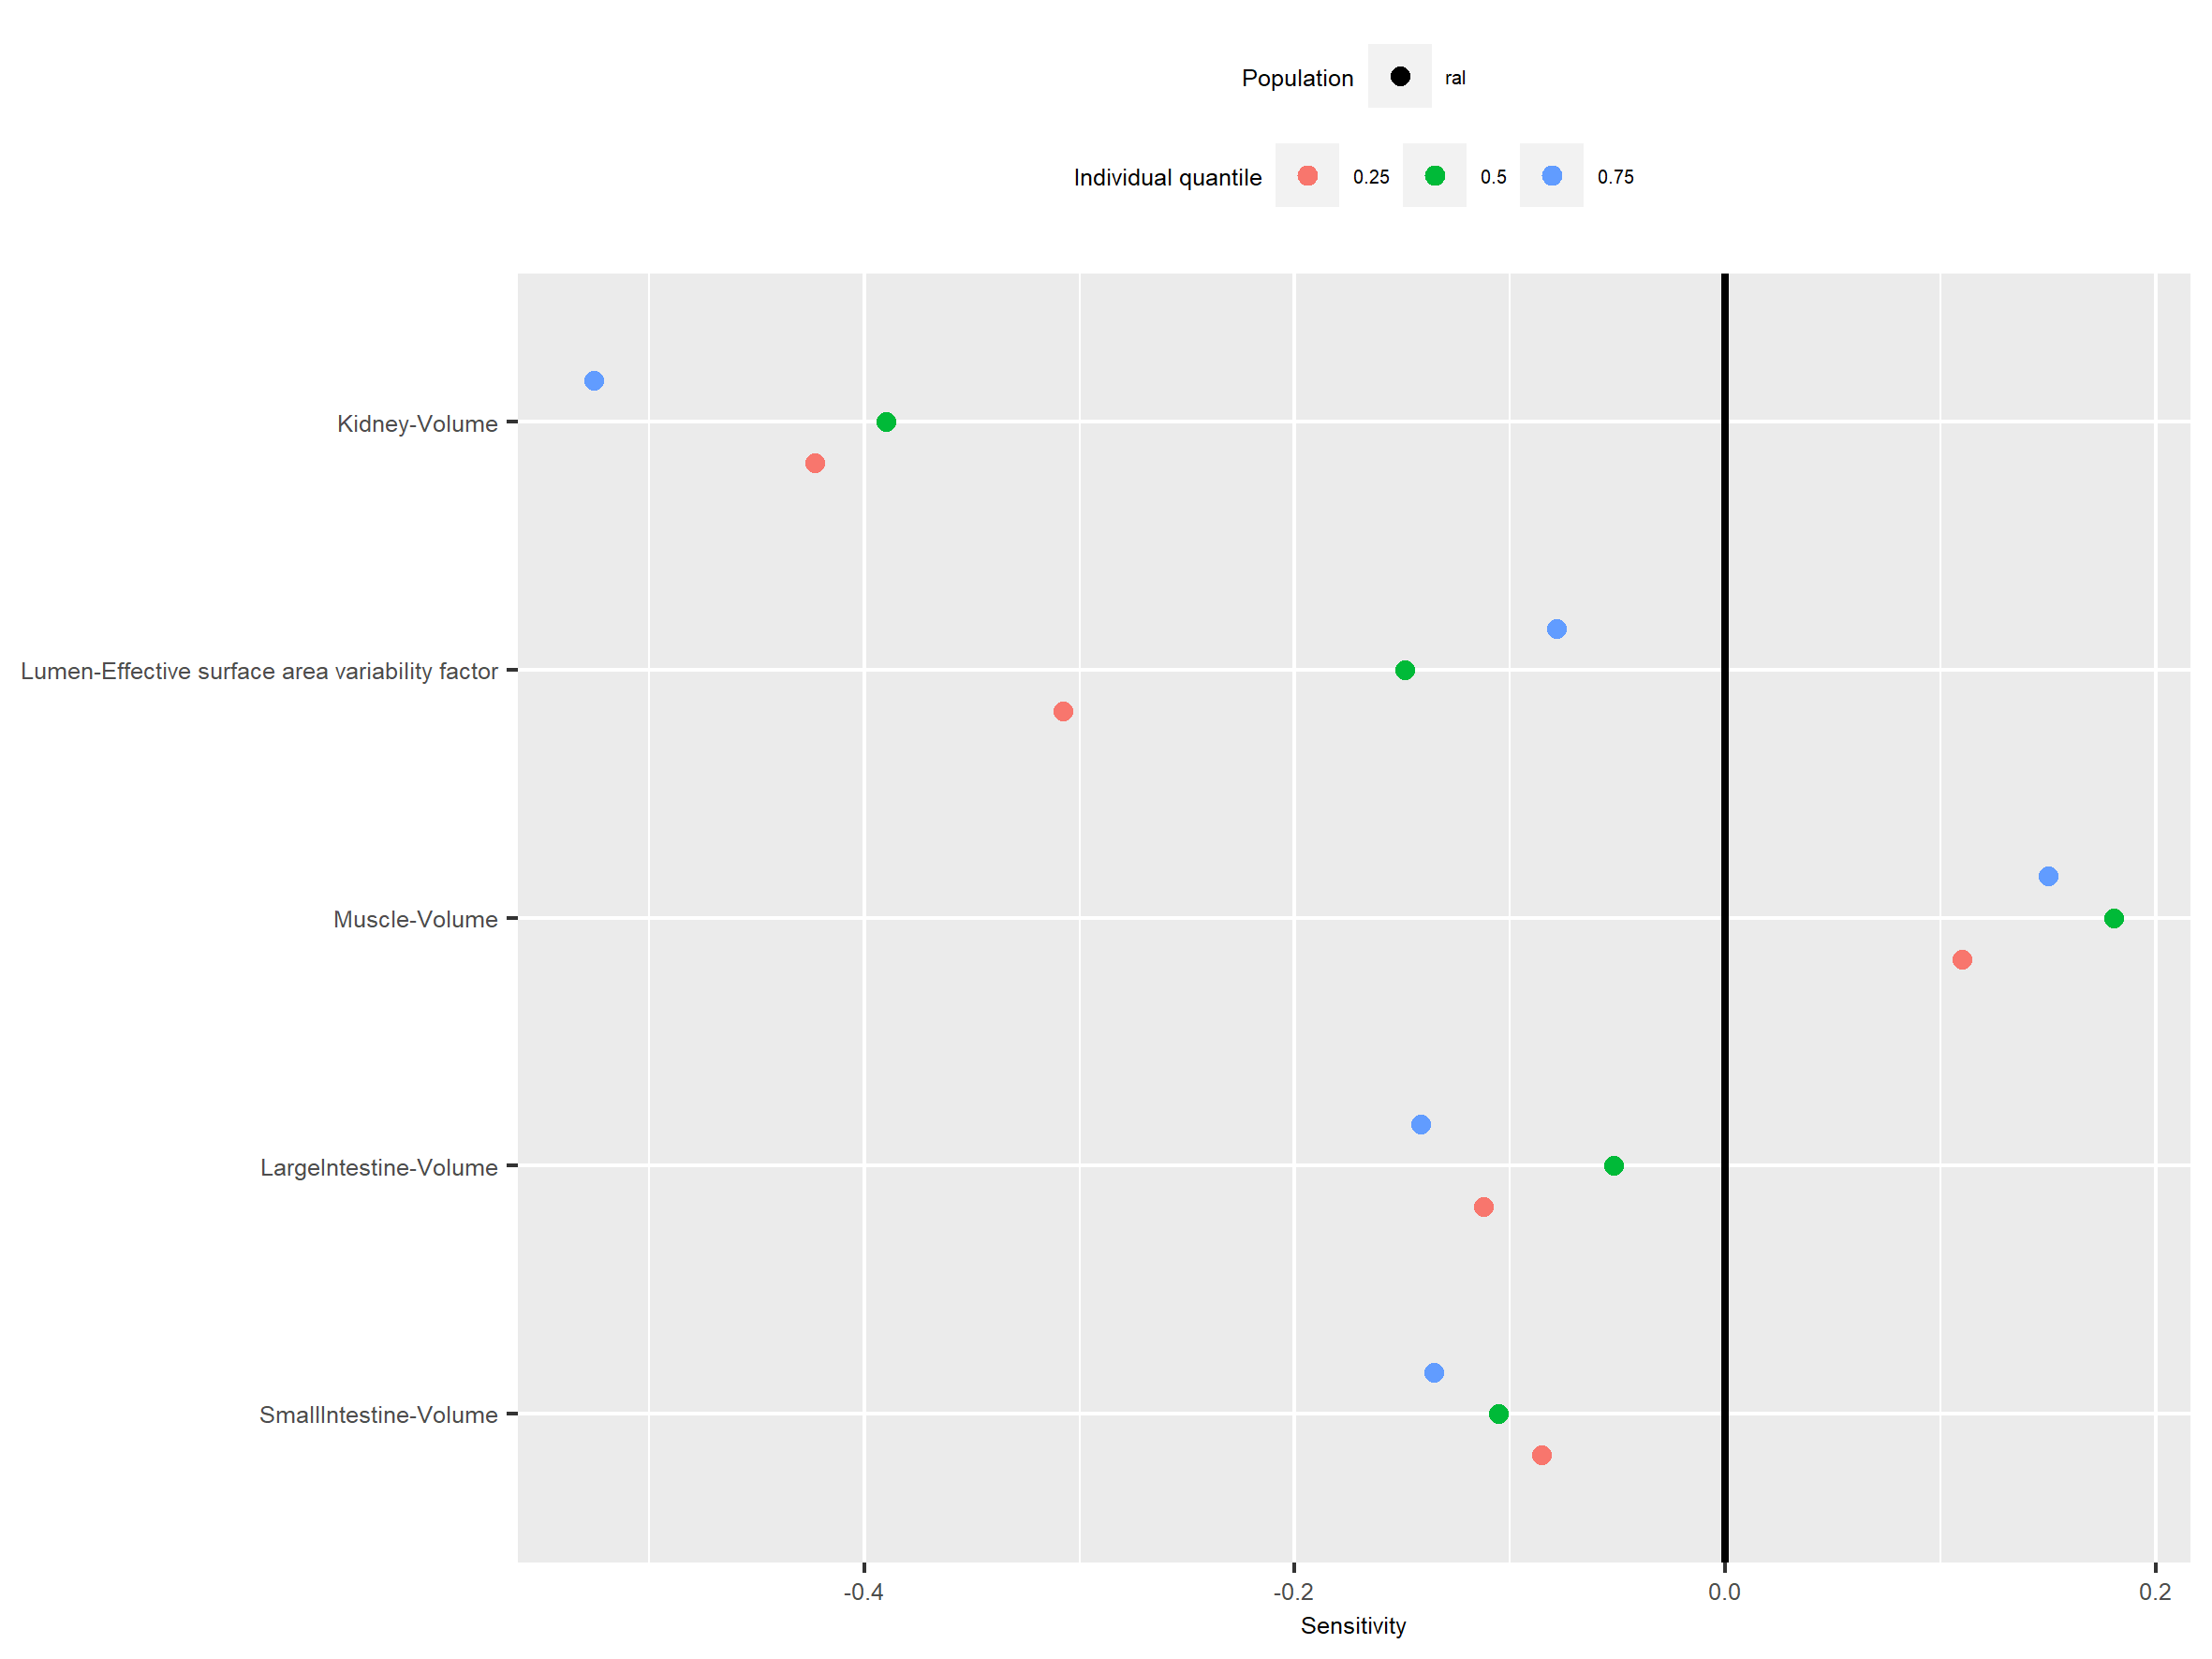 Population ral
Individual quantile 0.25 0.5 0.75
Kidney-Volume
Lumen-Effective surface area variability factor
Muscle-Volume
LargeIntestine-Volume
SmallIntestine-Volume
-0.4 -0.2 0.0 0.2
Sensitivity